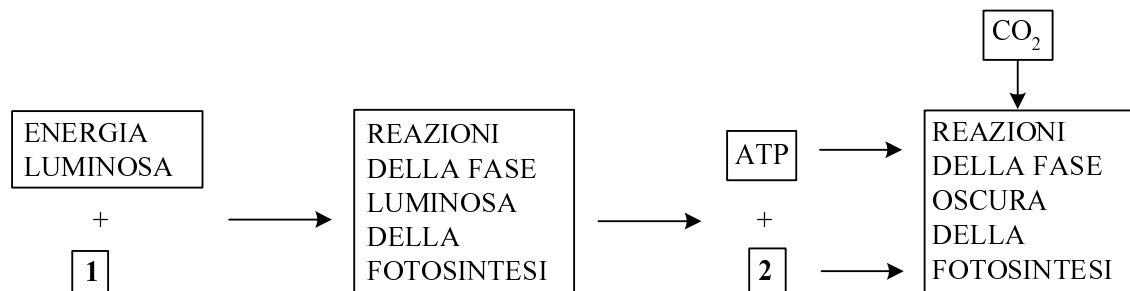 CO2
ENERGIA
LUMINOSA
+
1
REAZIONI
DELLA FASE
LUMINOSA
DELLA
FOTOSINTESI
ATP
+
2
REAZIONI
DELLA FASE
OSCURA
DELLA
FOTOSINTESI